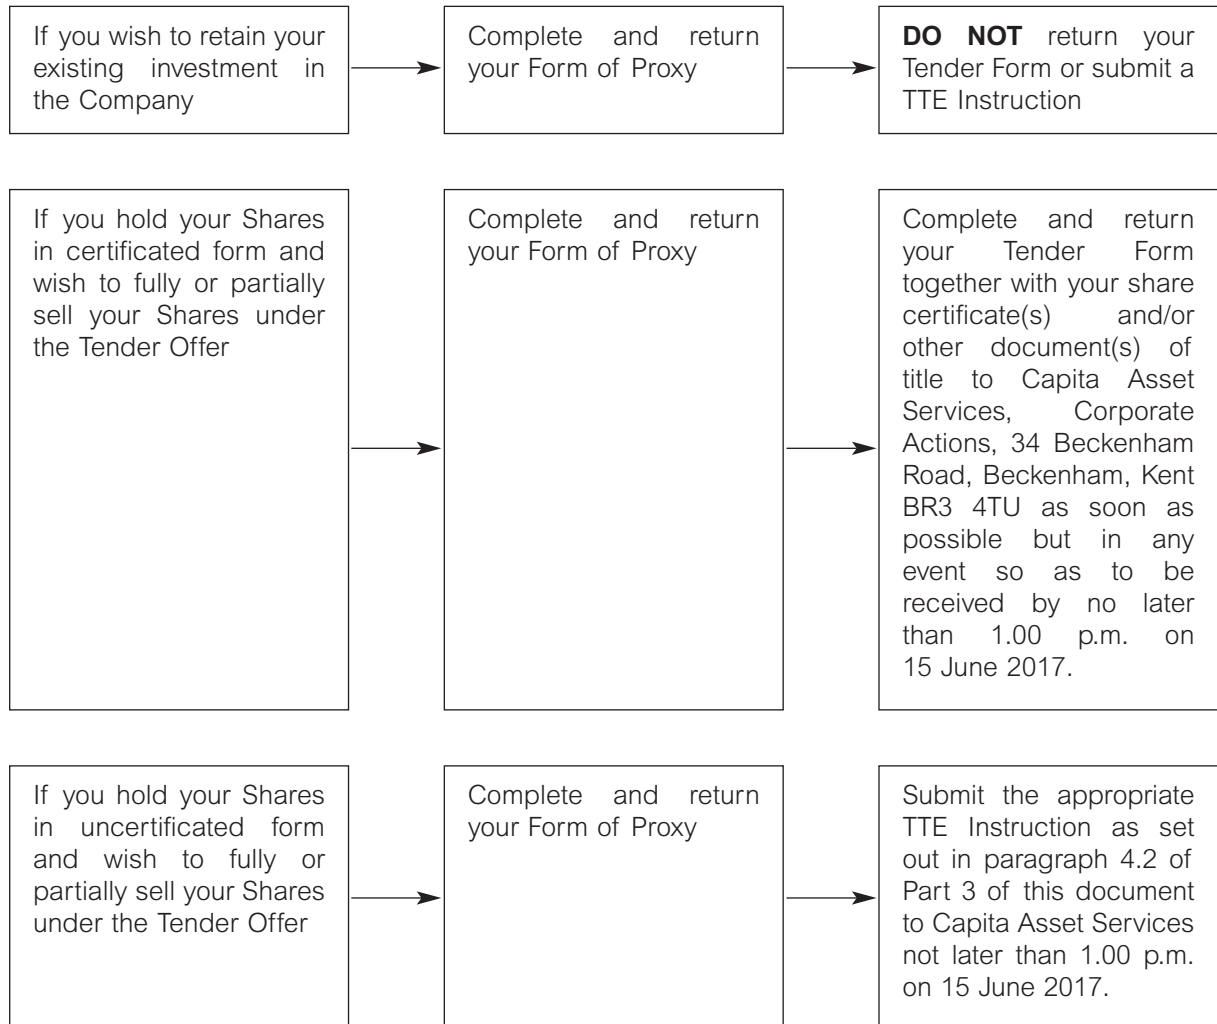 If you wish to retain your
existing investment in
the Company
Complete and return
your Form of Proxy
DO NOT return your
Tender Form or submit a
TTE Instruction
If you hold your Shares
in certificated form and
wish to fully or partially
sell your Shares under
the Tender Offer
Complete and return
your Form of Proxy
Complete and return
your Tender Form
together with your share
certificate(s) and/or
other document(s) of
title to Capita Asset
Services, Corporate
Actions, 34 Beckenham
Road, Beckenham, Kent
BR3 4TU as soon as
possible but in any
event so as to be
received by no later
than 1.00 p.m. on
15 June 2017.
If you hold your Shares
in uncertificated form
and wish to fully or
partially sell your Shares
under the Tender Offer
Complete and return
your Form of Proxy
Submit the appropriate
TTE Instruction as set
out in paragraph 4.2 of
Part 3 of this document
to Capita Asset Services
not later than 1.00 p.m.
on 15 June 2017.